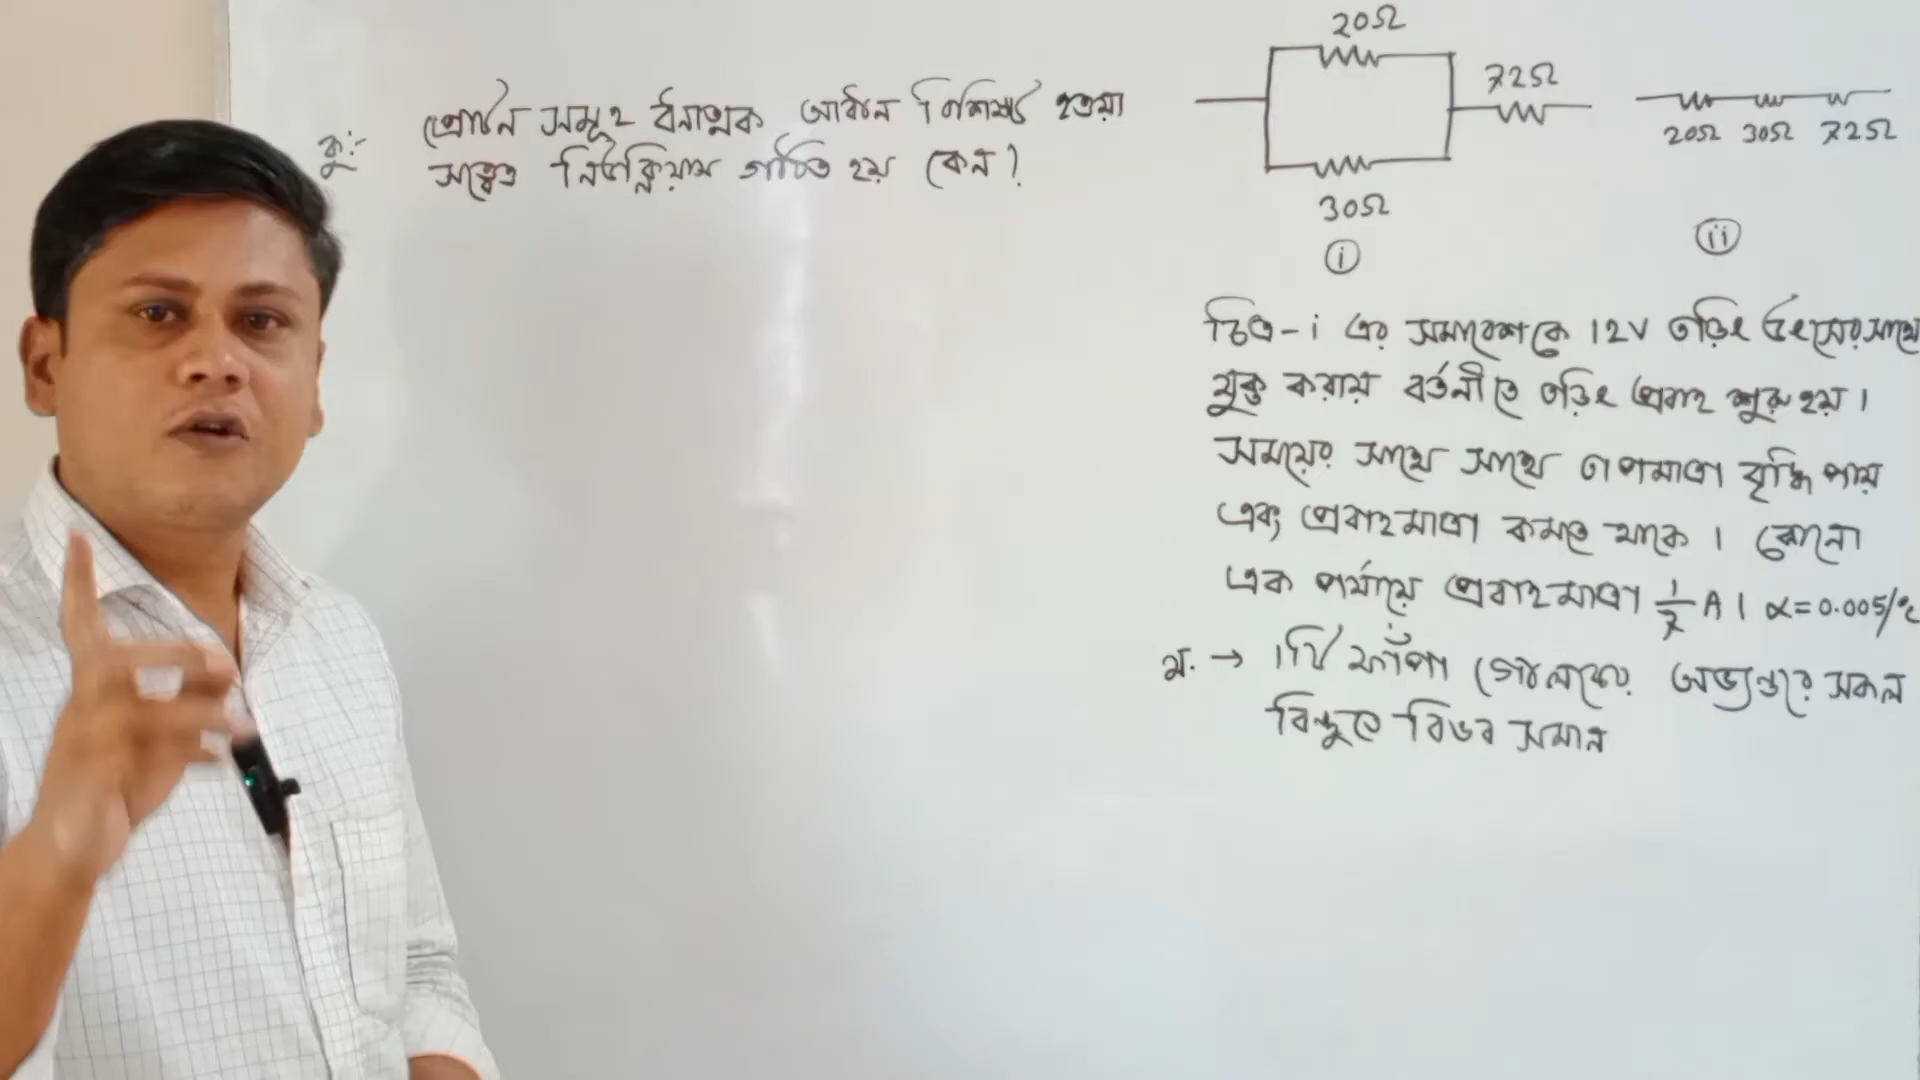 কু:- প্রোটন সমূহ ধনাত্মক আধান বিশিষ্ট হওয়া
সত্ত্বেও নিউক্লিয়াস গঠিত হয় কেন?
20Ω
72Ω
30Ω
i
20Ω 30Ω 72Ω
ii
চিত্র-i এর সমাবেশকে 12V তড়িৎ উৎসের সাথে
যুক্ত করায় বর্তনীতে তড়িৎ প্রবাহ শুরু হয়।
সময়ের সাথে সাথে তাপমাত্রা বৃদ্ধি পায়
এবং প্রবাহমাত্রা কমতে থাকে। কোনো
এক পর্যায়ে প্রবাহমাত্রা 1/7 A। α=0.005/°c
→ ফাঁপা গোলকের অভ্যন্তরে সকল
বিন্দুতে বিভব সমান